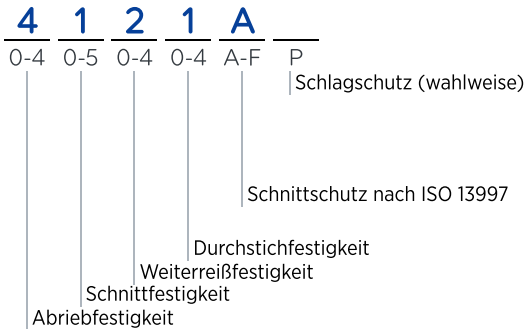 4 1 2 1 A
0-4 0-5 0-4 0-4 A-F P
Schlagschutz (wahlweise)
Schnittschutz nach ISO 13997
Durchstichfestigkeit
Weiterreißfestigkeit
Schnittfestigkeit
Abriebfestigkeit